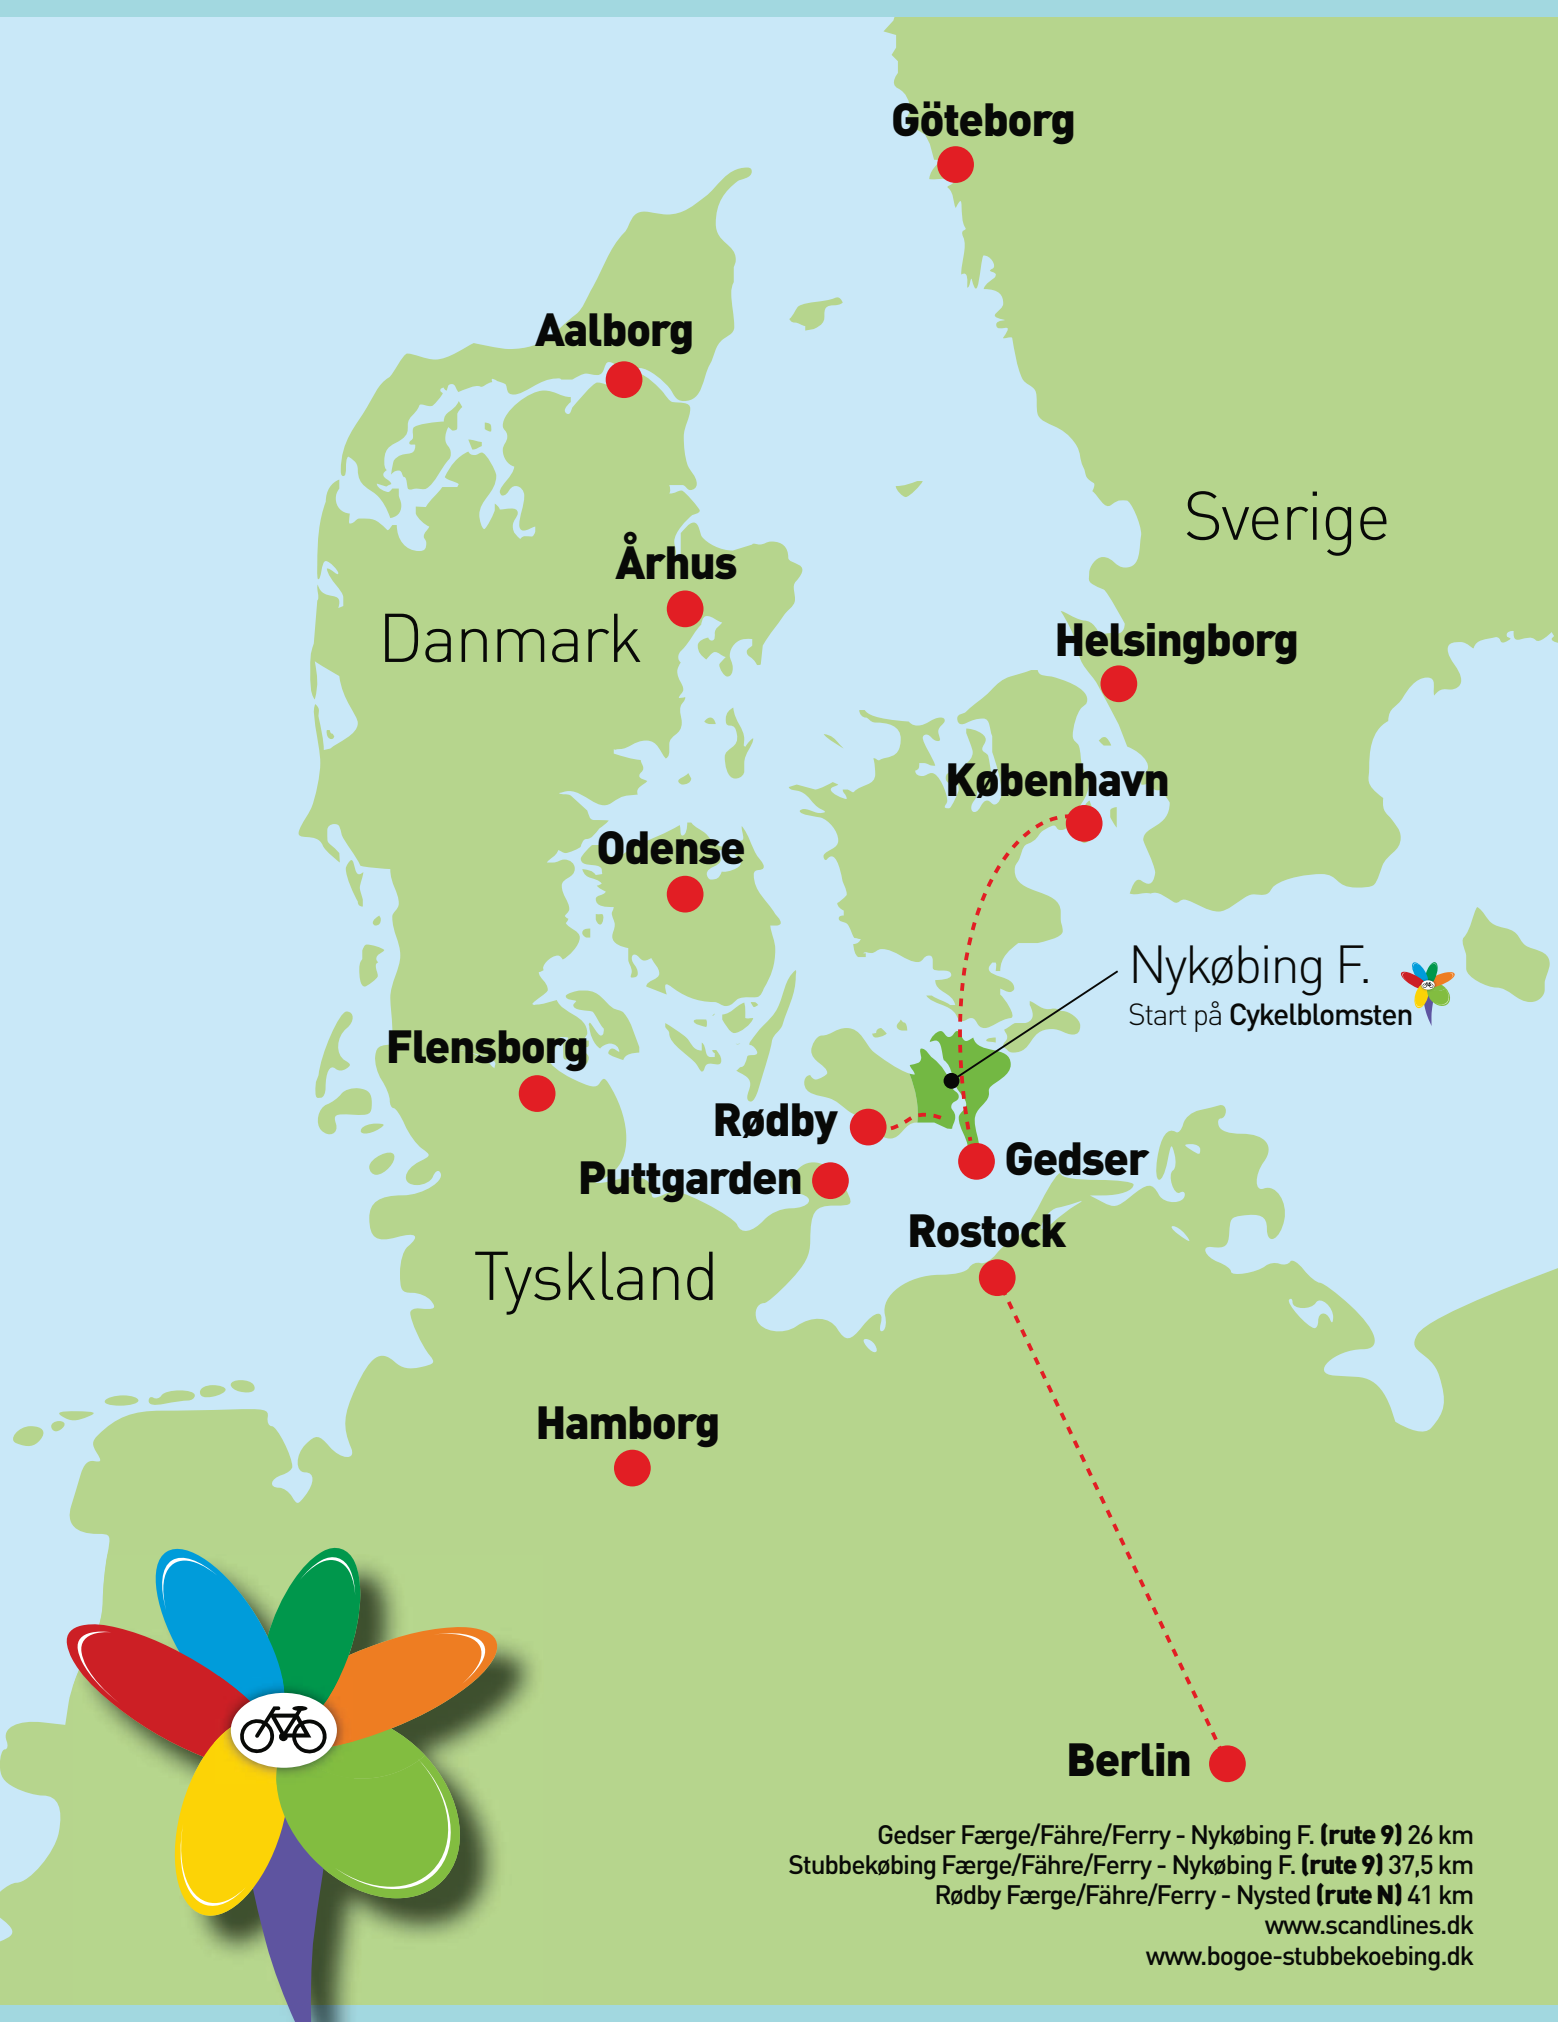 Göteborg
Aalborg
Sverige
Århus
Danmark
Helsingborg
København
Odense
Nykøbing F.
Start på Cykelblomsten
Flensborg
Rødby
Gedser
Puttgarden
Rostock
Tyskland
Hamborg
Berlin
Gedser Færge/Fähre/Ferry - Nykøbing F. (rute 9) 26 km
Stubbekøbing Færge/Fähre/Ferry - Nykøbing F. (rute 9) 37,5 km
Rødby Færge/Fähre/Ferry - Nysted (rute N) 41 km
www.scandlines.dk
www.bogoe-stubbekoebing.dk